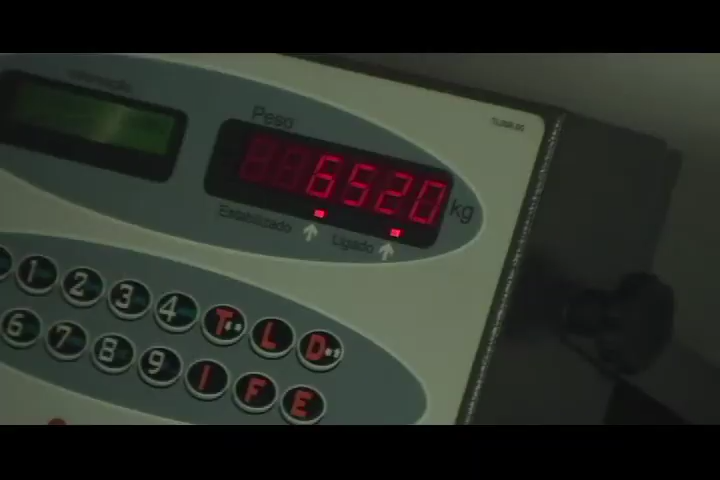 Peso
6520 kg
Estabilizado
Ligado
1 2 3 4 T L D
6 7 8 9 I F E